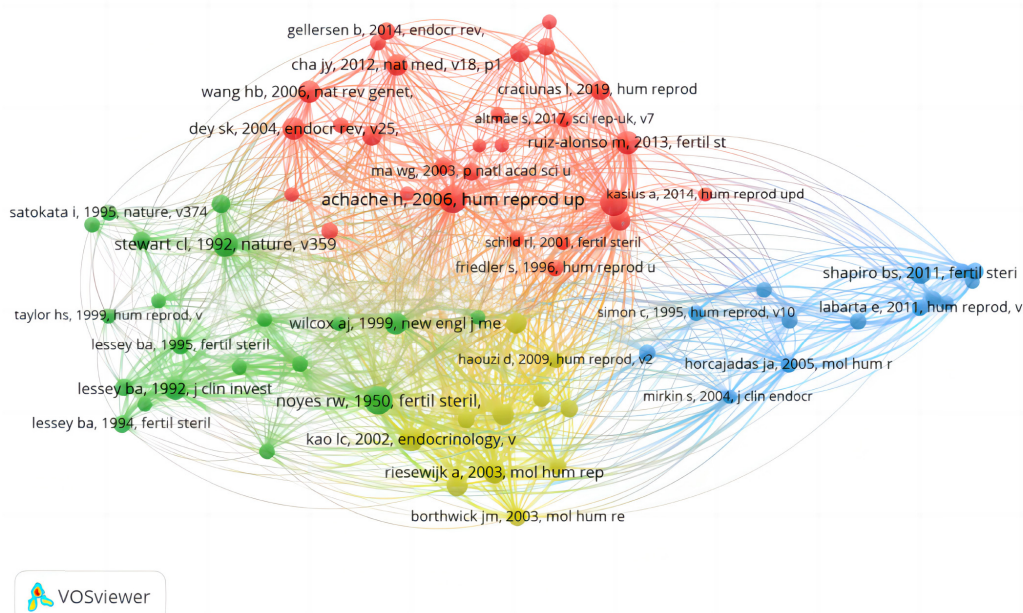 gellersen b, 2014, endocr rev,
cha jy, 2012, nat med, v18, p1
wang hb, 2006, nat rev genet,
craciunas l, 2019, hum reprod
altmäe s, 2017, sci rep-uk, v7
dey sk, 2004, endocr rev, v25,
ruiz-alonso m, 2013, fertil st
ma wg, 2003, p natl acad sci u
kasius a, 2014, hum reprod upd
achache h, 2006, hum reprod up
satokata i, 1995, nature, v374
stewart cl, 1992, nature, v359
schild rl, 2001, fertil steril
friedler s, 1996, hum reprod u
shapiro bs, 2011, fertil steri
labarta e, 2011, hum reprod, v
simon c, 1995, hum reprod, v10
taylor hs, 1999, hum reprod, v
wilcox aj, 1999, new engl j me
lessey ba, 1995, fertil steril
haouzi d, 2009, hum reprod, v2
horcajadas ja, 2005, mol hum r
lessey ba, 1992, j clin invest
mirkin s, 2004, j clin endocr
noyes rw, 1950, fertil steril,
lessey ba, 1994, fertil steril
kao lc, 2002, endocrinology, v
riesewijk a, 2003, mol hum rep
borthwick jm, 2003, mol hum re
VOSviewer